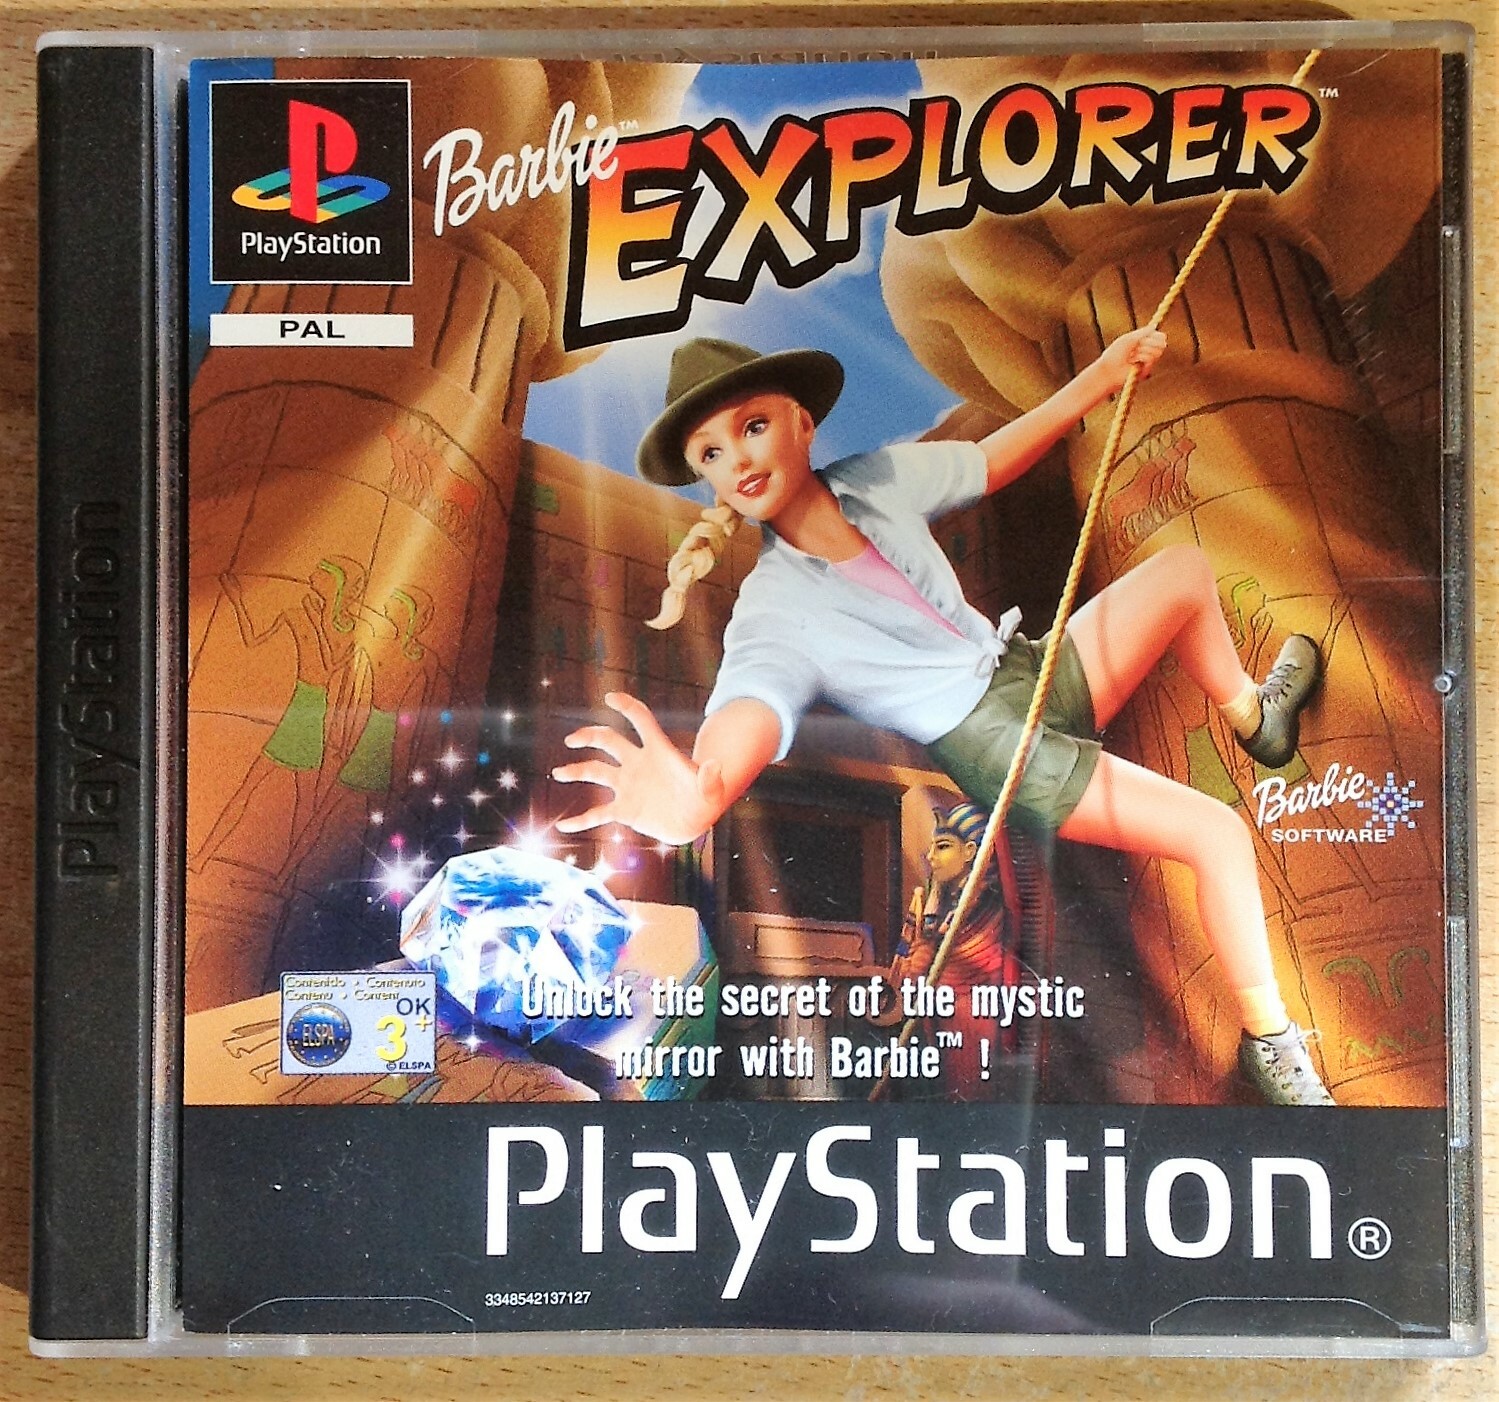 Barbie™
EXPLORER™
PlayStation
PAL
PlayStation
Barbie
SOFTWARE
Contenido • Contenuto
Contenu • Content
OK
ELSPA
3+
© ELSPA
Unlock the secret of the mystic
mirror with Barbie™ !
PlayStation®
3348542137127